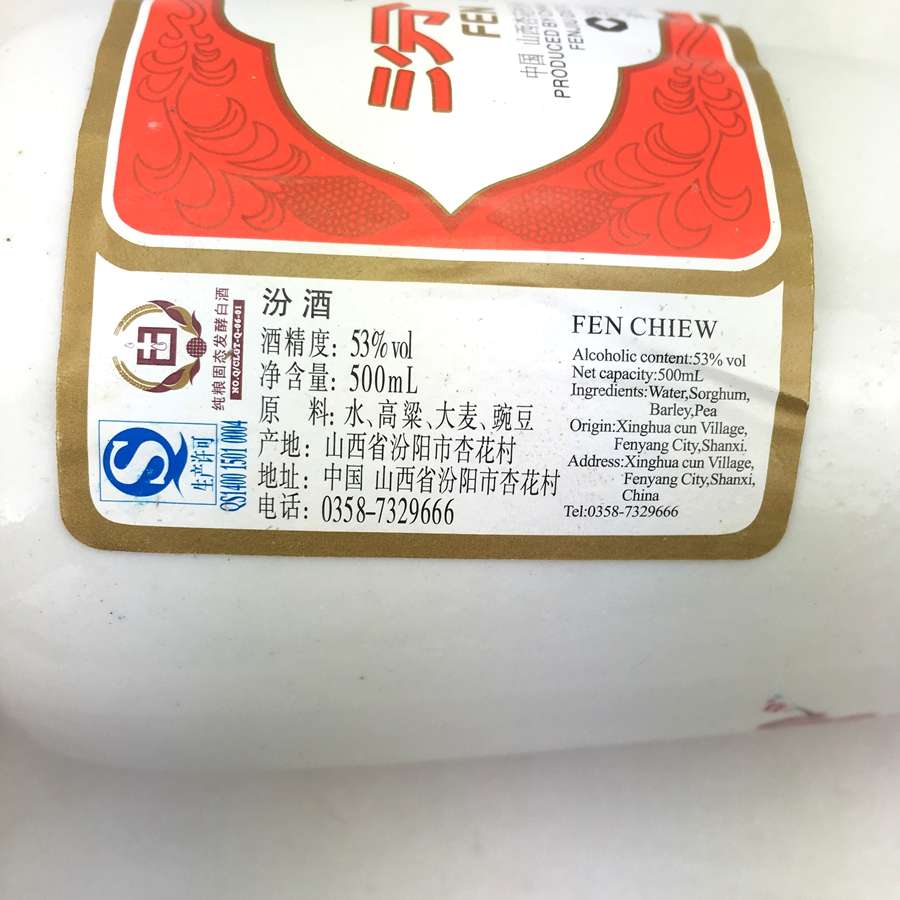 汾
FEN
中国 山西
PRODUCED BY
FENJIU
纯粮固态发酵白酒
NO.Q/CLGT-Q-06-01
生产许可
QS1400 1501 0004
汾酒
酒精度: 53%vol
净含量: 500mL
原 料: 水、高粱、大麦、豌豆
产地: 山西省汾阳市杏花村
地址: 中国 山西省汾阳市杏花村
电话: 0358-7329666
FEN CHIEW
Alcoholic content:53% vol
Net capacity:500mL
Ingredients:Water,Sorghum,
Barley,Pea
Origin:Xinghua cun Village,
Fenyang City,Shanxi.
Address:Xinghua cun Village,
Fenyang City,Shanxi,
China
Tel:0358-7329666